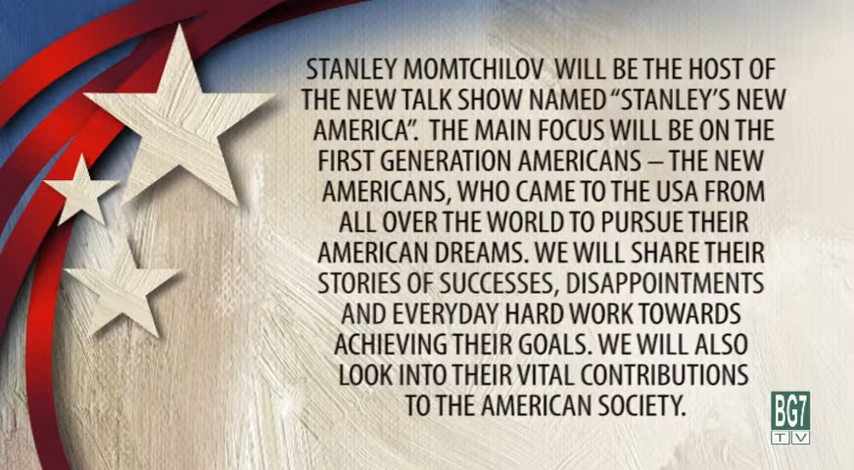 STANLEY MOMTCHILOV WILL BE THE HOST OF
THE NEW TALK SHOW NAMED “STANLEY’S NEW
AMERICA”. THE MAIN FOCUS WILL BE ON THE
FIRST GENERATION AMERICANS – THE NEW
AMERICANS, WHO CAME TO THE USA FROM
ALL OVER THE WORLD TO PURSUE THEIR
AMERICAN DREAMS. WE WILL SHARE THEIR
STORIES OF SUCCESSES, DISAPPOINTMENTS
AND EVERYDAY HARD WORK TOWARDS
ACHIEVING THEIR GOALS. WE WILL ALSO
LOOK INTO THEIR VITAL CONTRIBUTIONS
TO THE AMERICAN SOCIETY.
BG7
TV